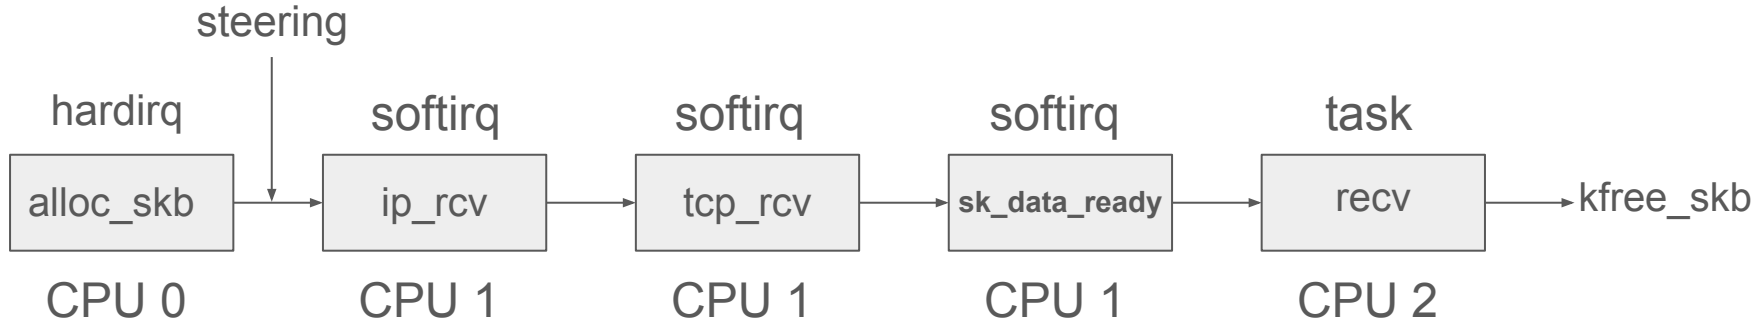 steering
hardirq softirq softirq softirq task
alloc_skb ip_rcv tcp_rcv sk_data_ready recv kfree_skb
CPU 0 CPU 1 CPU 1 CPU 1 CPU 2